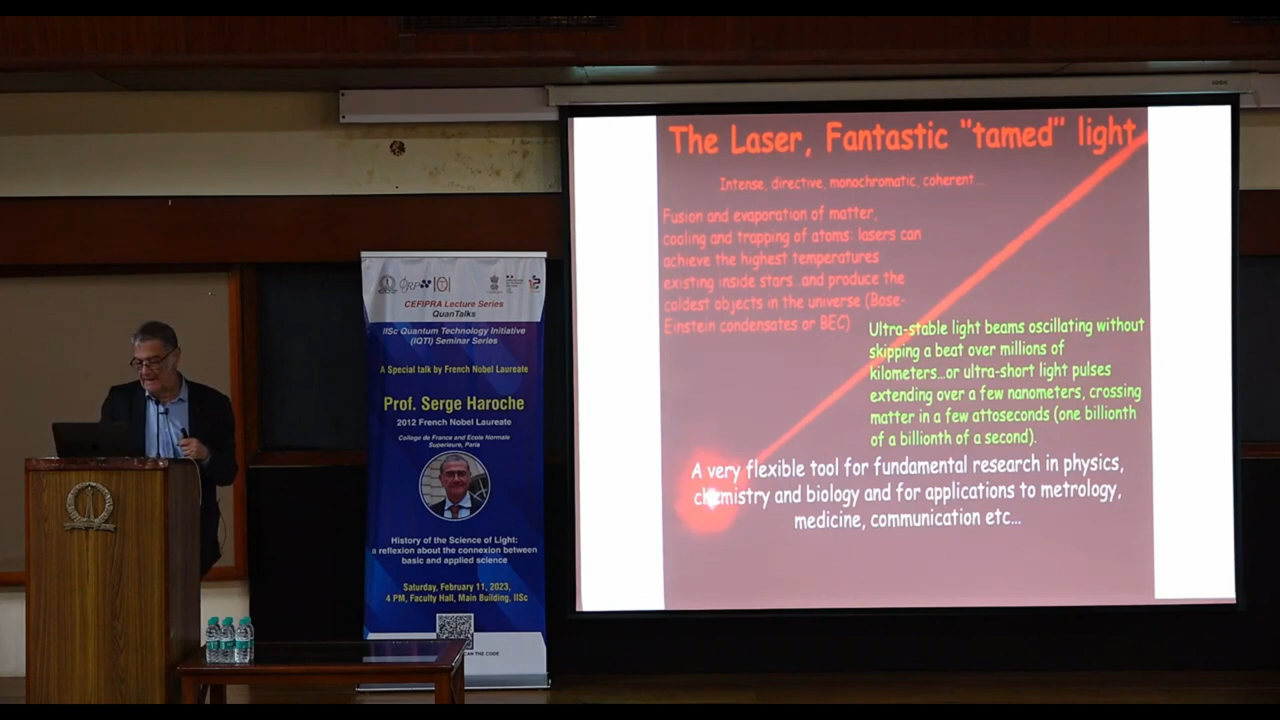 The Laser, Fantastic "tamed" light
Intense, directive, monochromatic, coherent...
Fusion and evaporation of matter,
cooling and trapping of atoms: lasers can
achieve the highest temperatures
existing inside stars...and produce the
coldest objects in the universe (Bose-
Einstein condensates or BEC)
Ultra-stable light beams oscillating without
skipping a beat over millions of
kilometers...or ultra-short light pulses
extending over a few nanometers, crossing
matter in a few attoseconds (one billionth
of a billionth of a second).
A very flexible tool for fundamental research in physics,
chemistry and biology and for applications to metrology,
medicine, communication etc...
CEFIPRA Lecture Series
QuanTalks
IISc Quantum Technology Initiative
(IQTI) Seminar Series
A Special talk by French Nobel Laureate
Prof. Serge Haroche
2012 French Nobel Laureate
College de France and Ecole Normale
Superieure, Paris
History of the Science of Light:
a reflexion about the connexion between
basic and applied science
Saturday, February 11, 2023,
4 PM, Faculty Hall, Main Building, IISc
CAN THE CODE